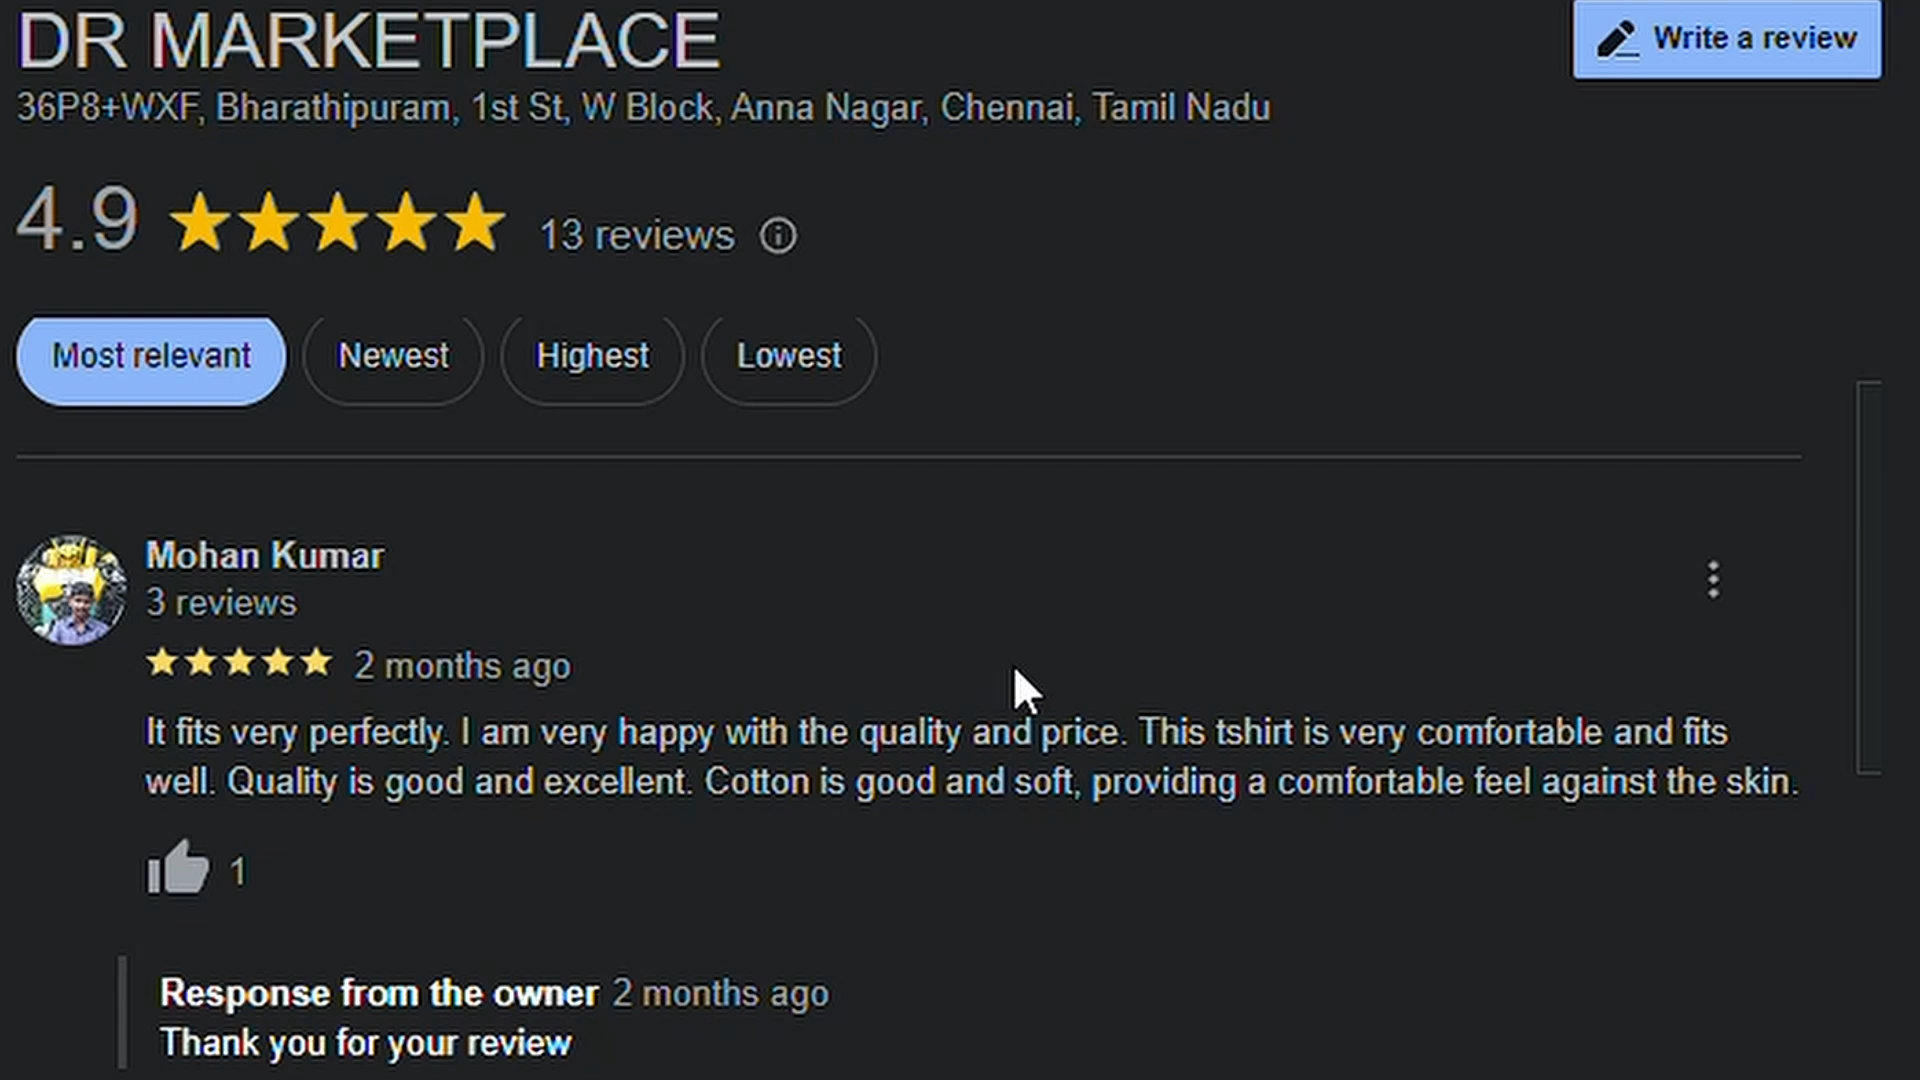 DR MARKETPLACE
Write a review
36P8+WXF, Bharathipuram, 1st St, W Block, Anna Nagar, Chennai, Tamil Nadu
4.9 13 reviews
Most relevant Newest Highest Lowest
Mohan Kumar
3 reviews
2 months ago
It fits very perfectly. I am very happy with the quality and price. This tshirt is very comfortable and fits
well. Quality is good and excellent. Cotton is good and soft, providing a comfortable feel against the skin.
1
Response from the owner 2 months ago
Thank you for your review